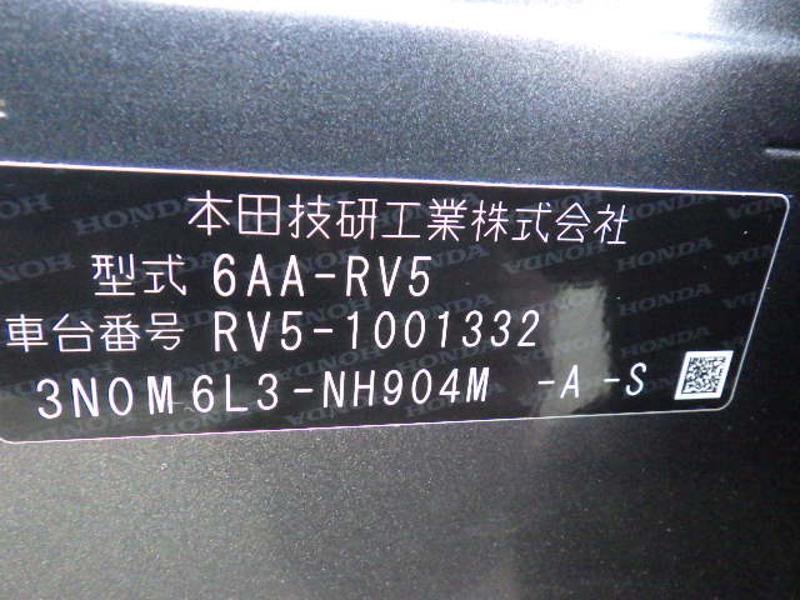 本田技研工業株式会社
型式 6AA-RV5
車台番号 RV5-1001332
3N0M6L3-NH904M -A -S